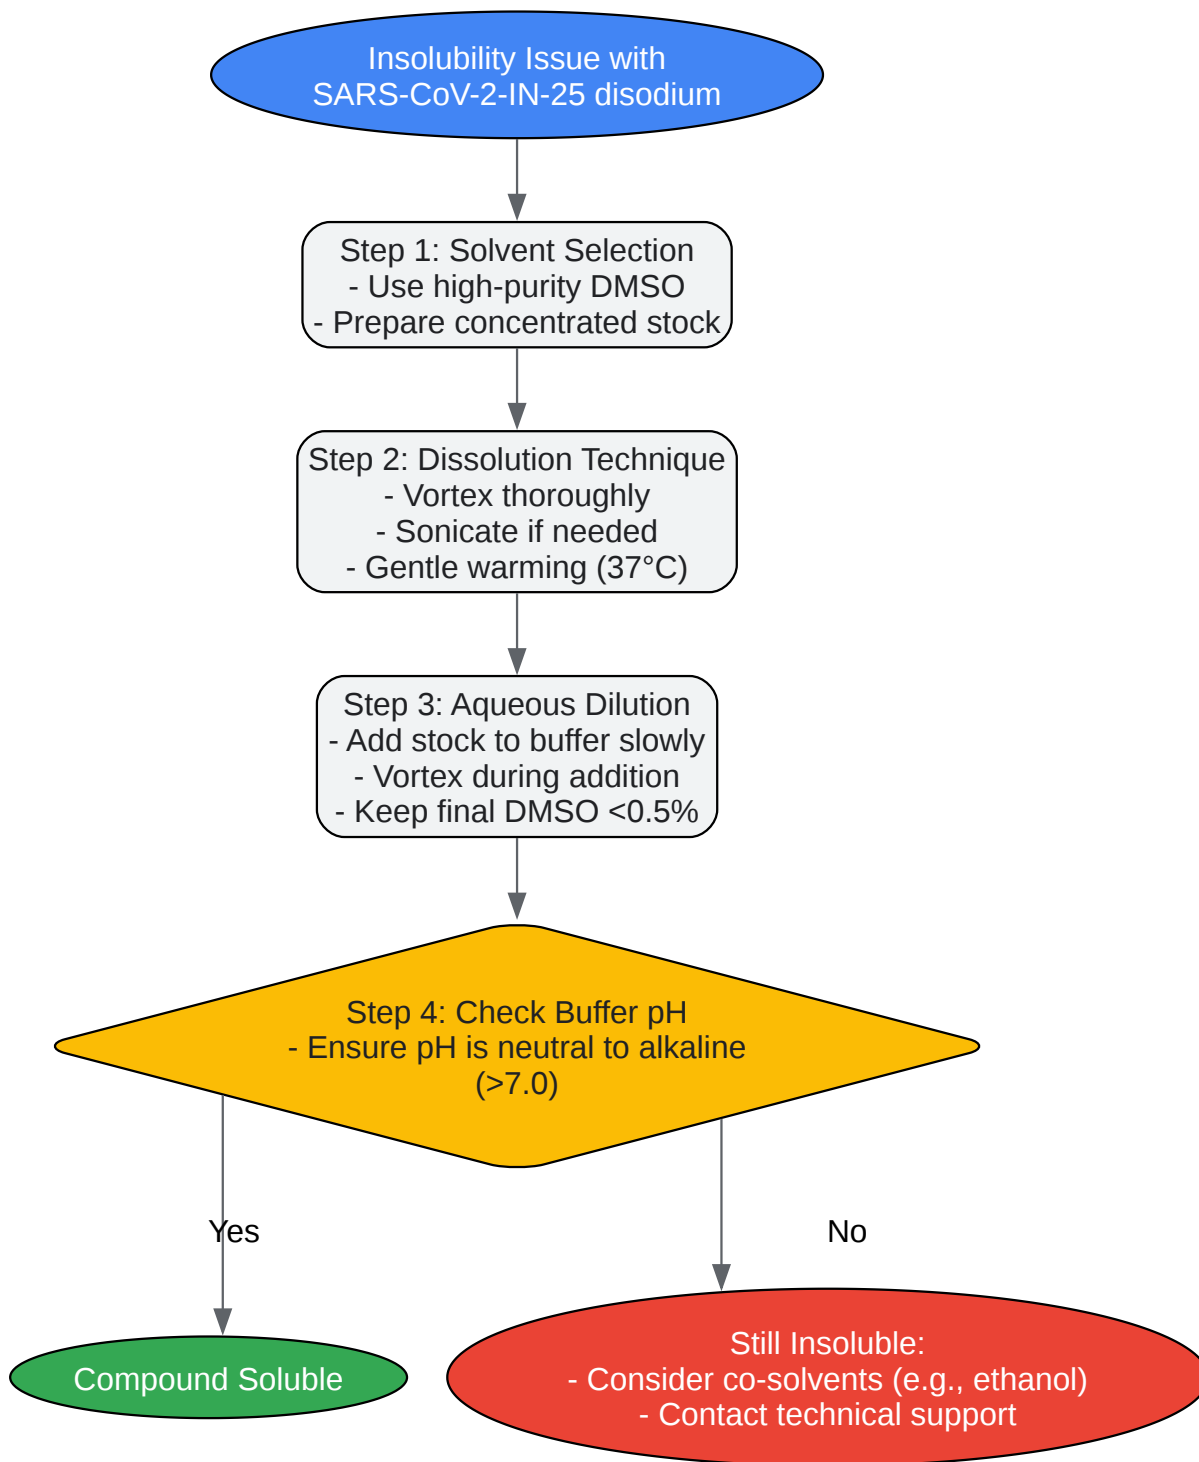 Insolubility Issue with
SARS-CoV-2-IN-25 disodium
Step 1: Solvent Selection
- Use high-purity DMSO
- Prepare concentrated stock
Step 2: Dissolution Technique
- Vortex thoroughly
- Sonicate if needed
- Gentle warming (37°C)
Step 3: Aqueous Dilution
- Add stock to buffer slowly
- Vortex during addition
- Keep final DMSO <0.5%
Step 4: Check Buffer pH
- Ensure pH is neutral to alkaline
(>7.0)
Yes
No
Compound Soluble
Still Insoluble:
- Consider co-solvents (e.g., ethanol)
- Contact technical support